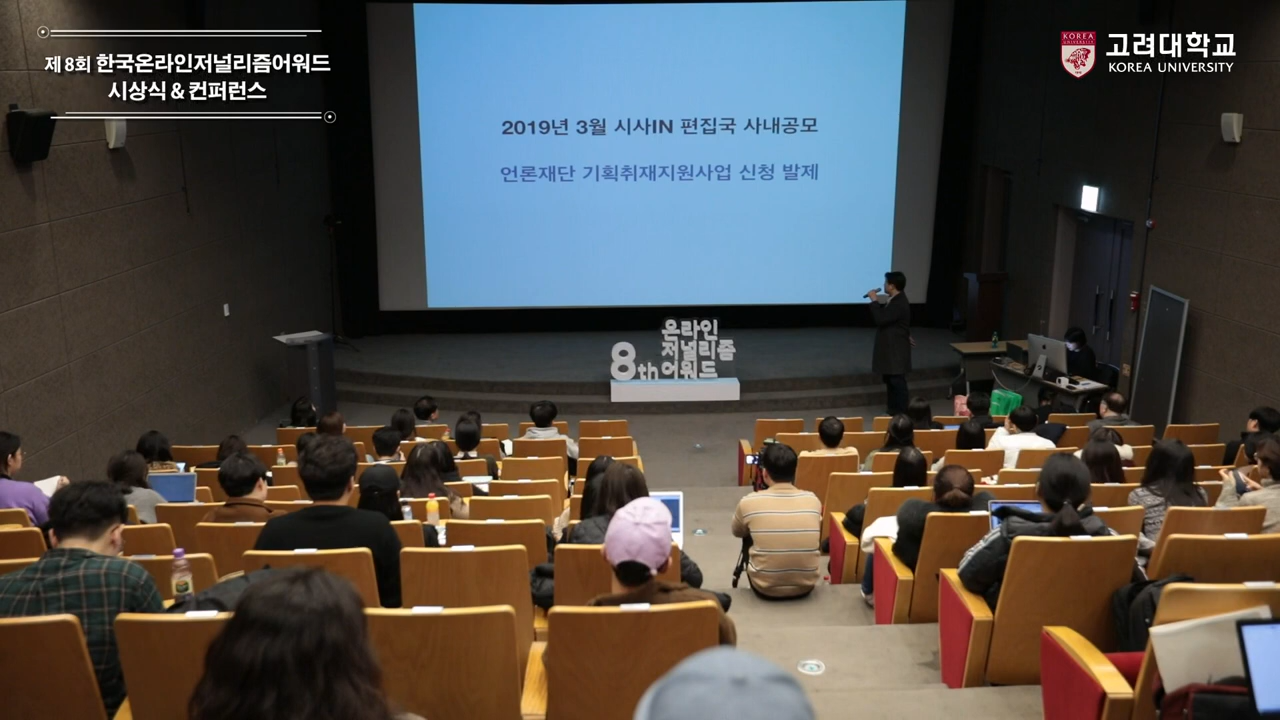 제 8회 한국온라인저널리즘어워드
시상식 & 컨퍼런스
KOREA
UNIVERSITY
고려대학교
KOREA UNIVERSITY
2019년 3월 시사IN 편집국 사내공모
언론재단 기획취재지원사업 신청 발제
8th 온라인
저널리즘
어워드